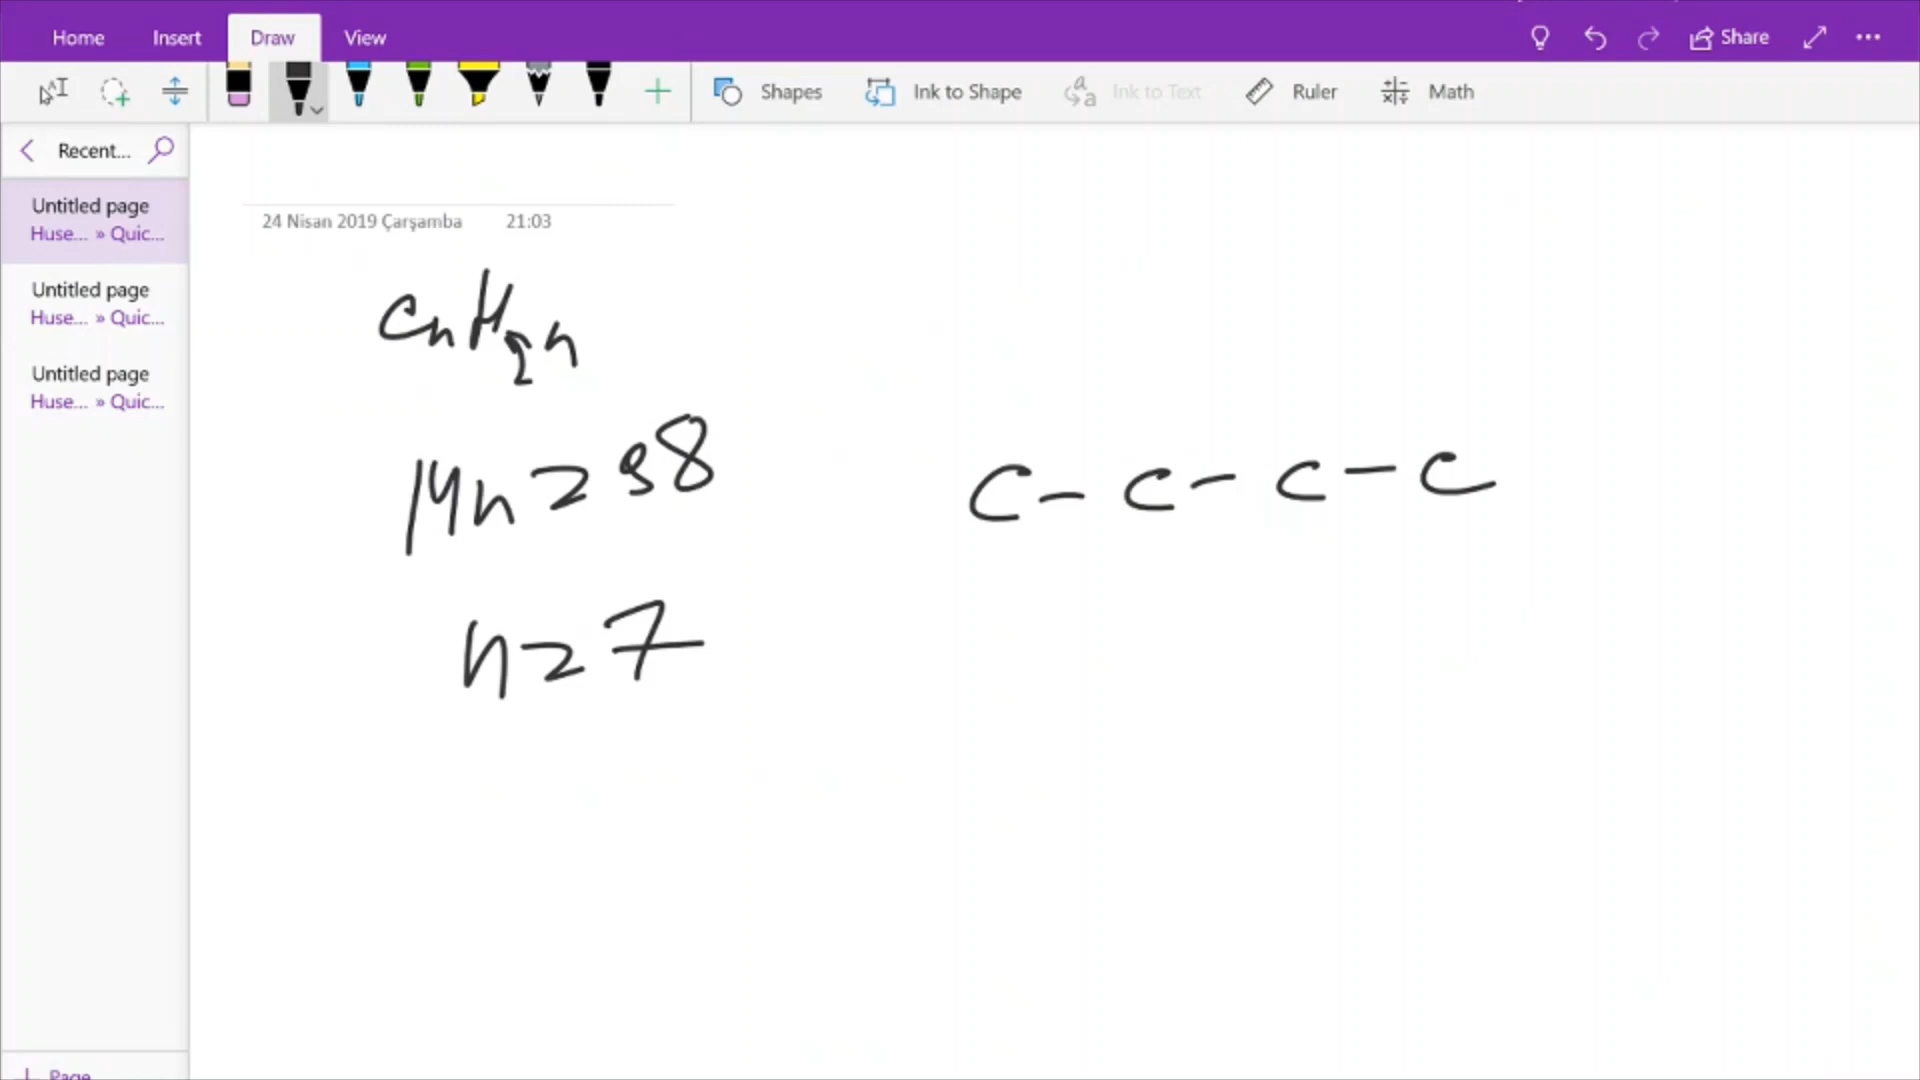 Home Insert Draw View Share
Shapes Ink to Shape Ink to Text Ruler Math
Recent...
Untitled page
Huse... » Quic...
Untitled page
Huse... » Quic...
Untitled page
Huse... » Quic...
Page
24 Nisan 2019 Çarşamba 21:03
CnH2n
14n = 98
n = 7
C - C - C - C